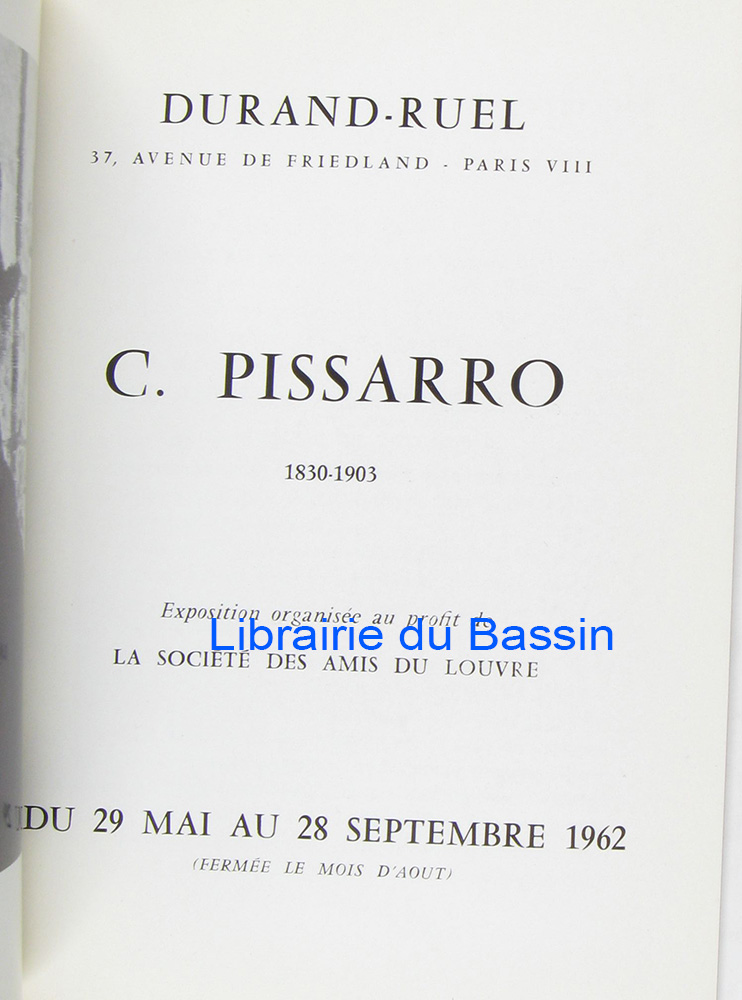 DURAND-RUEL
37, AVENUE DE FRIEDLAND - PARIS VIII
C. PISSARRO
1830-1903
Exposition organisée au profit de
Librairie du Bassin
LA SOCIÉTÉ DES AMIS DU LOUVRE
DU 29 MAI AU 28 SEPTEMBRE 1962
(FERMÉE LE MOIS D'AOUT)